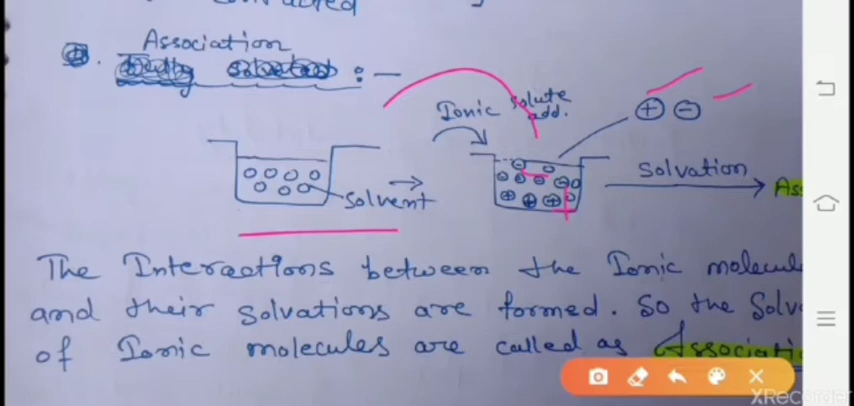 Association
:-
Ionic solute
add.
+ -
Solvent
Solvation
Ass
The Interactions between the Ionic molecul
and their solvations are formed. So the Solv
of Ionic molecules are called as Associati
XRecorder